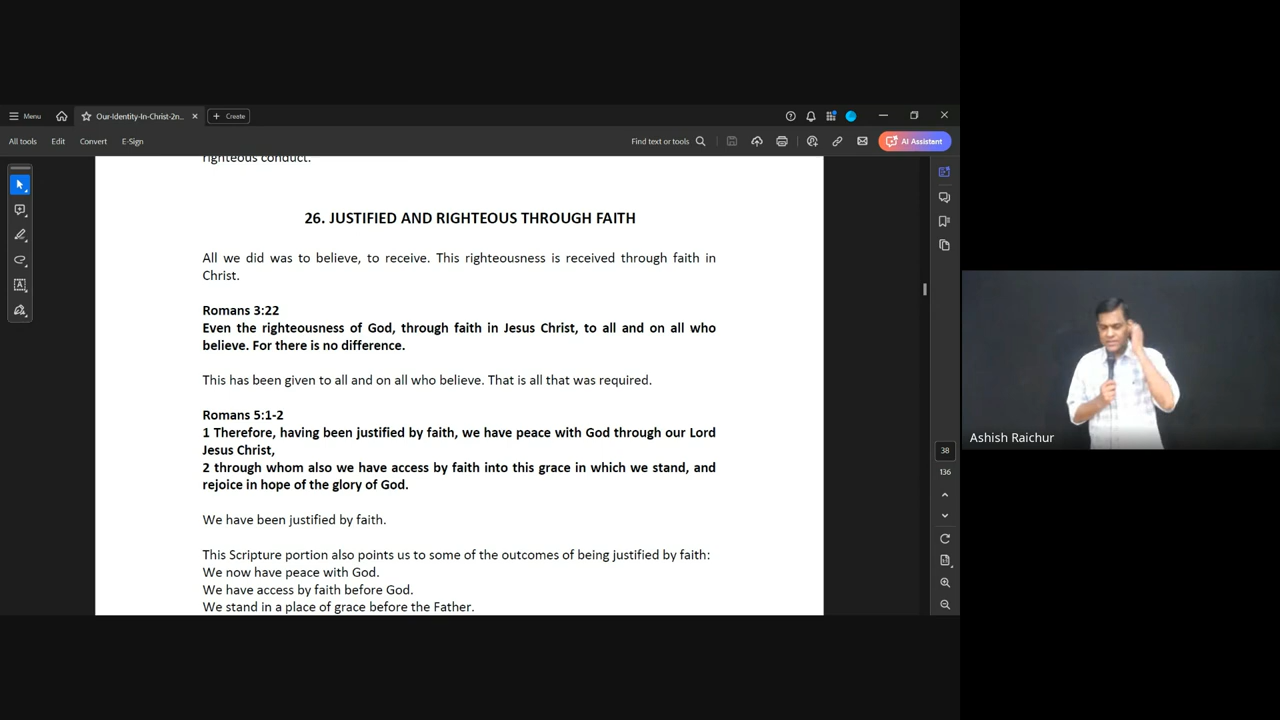 Menu
Our-Identity-In-Christ-2n...
Create
All tools
Edit
Convert
E-Sign
Find text or tools
AI Assistant
righteous conduct.
26. JUSTIFIED AND RIGHTEOUS THROUGH FAITH
All we did was to believe, to receive. This righteousness is received through faith in
Christ.
Romans 3:22
Even the righteousness of God, through faith in Jesus Christ, to all and on all who
believe. For there is no difference.
This has been given to all and on all who believe. That is all that was required.
Romans 5:1-2
1 Therefore, having been justified by faith, we have peace with God through our Lord
Jesus Christ,
2 through whom also we have access by faith into this grace in which we stand, and
rejoice in hope of the glory of God.
We have been justified by faith.
This Scripture portion also points us to some of the outcomes of being justified by faith:
We now have peace with God.
We have access by faith before God.
We stand in a place of grace before the Father.
38
136
Ashish Raichur